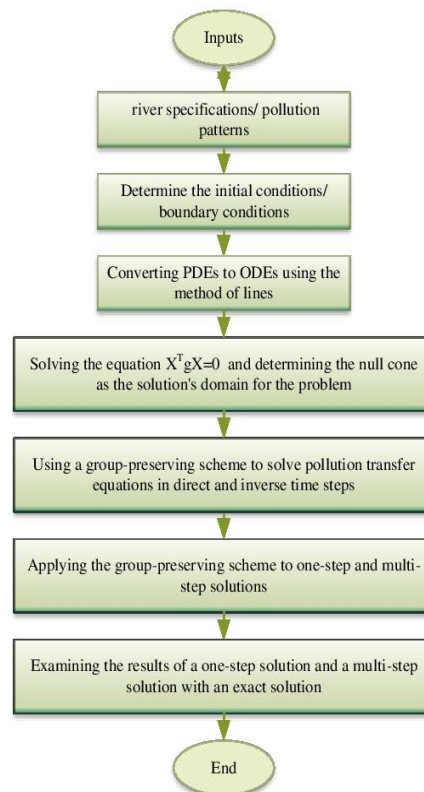 Inputs
river specifications/ pollution
patterns
Determine the initial conditions/
boundary conditions
Converting PDEs to ODEs using the
method of lines
Solving the equation XᵀgX=0 and determining the null cone
as the solution's domain for the problem
Using a group-preserving scheme to solve pollution transfer
equations in direct and inverse time steps
Applying the group-preserving scheme to one-step and multi-
step solutions
Examining the results of a one-step solution and a multi-step
solution with an exact solution
End